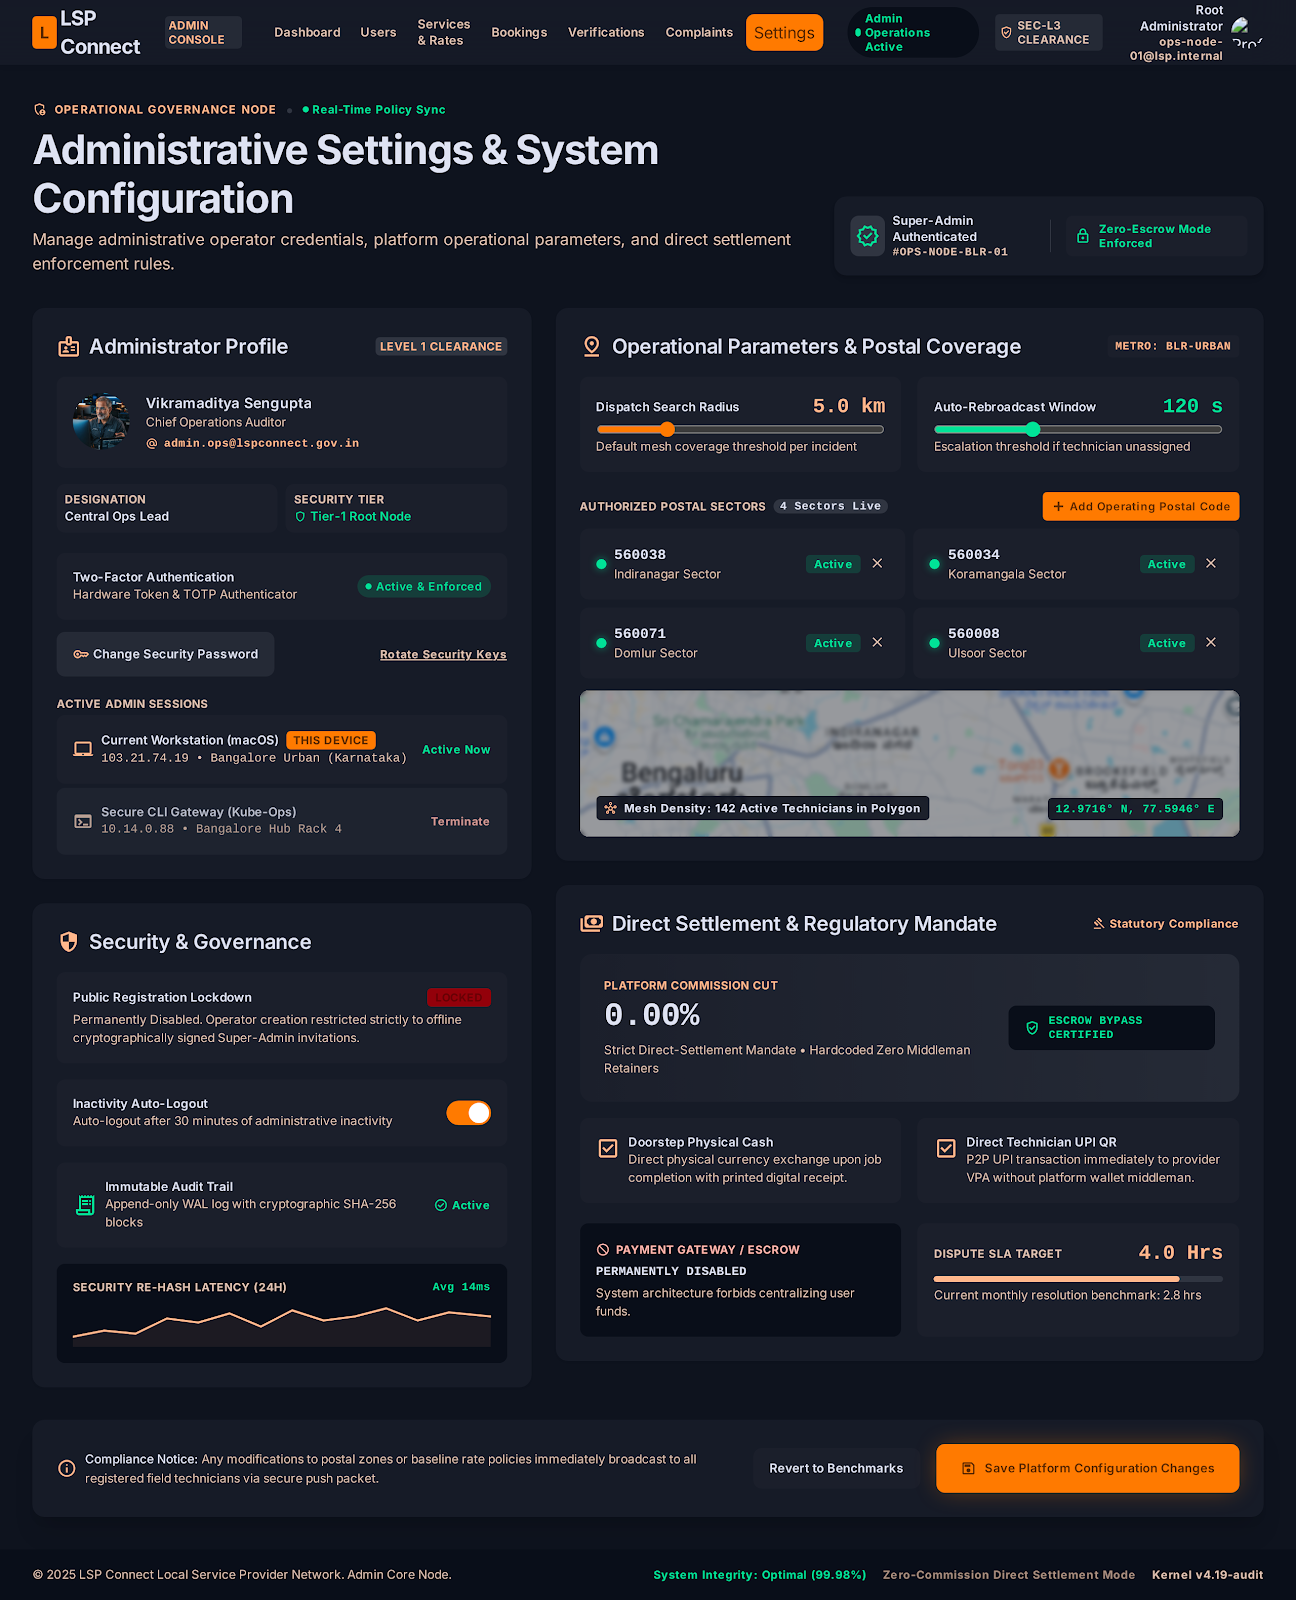 L
LSP
Connect
ADMIN
CONSOLE
Dashboard
Users
Services
& Rates
Bookings
Verifications
Complaints
Settings
Admin
Operations
Active
SEC-L3
CLEARANCE
Root
Administrator
ops-node-
01@lsp.internal
OPERATIONAL GOVERNANCE NODE
Real-Time Policy Sync
Administrative Settings & System
Configuration
Manage administrative operator credentials, platform operational parameters, and direct settlement
enforcement rules.
Super-Admin
Authenticated
#OPS-NODE-BLR-01
Zero-Escrow Mode
Enforced
Administrator Profile
LEVEL 1 CLEARANCE
Vikramaditya Sengupta
Chief Operations Auditor
@ admin.ops@lspconnect.gov.in
DESIGNATION
Central Ops Lead
SECURITY TIER
Tier-1 Root Node
Two-Factor Authentication
Hardware Token & TOTP Authenticator
Active & Enforced
Change Security Password
Rotate Security Keys
ACTIVE ADMIN SESSIONS
Current Workstation (macOS)
THIS DEVICE
103.21.74.19 • Bangalore Urban (Karnataka)
Active Now
Secure CLI Gateway (Kube-Ops)
10.14.0.88 • Bangalore Hub Rack 4
Terminate
Operational Parameters & Postal Coverage
METRO: BLR-URBAN
Dispatch Search Radius
5.0 km
Default mesh coverage threshold per incident
Auto-Rebroadcast Window
120 s
Escalation threshold if technician unassigned
AUTHORIZED POSTAL SECTORS
4 Sectors Live
+ Add Operating Postal Code
560038
Indiranagar Sector
Active
560034
Koramangala Sector
Active
560071
Domlur Sector
Active
560008
Ulsoor Sector
Active
INDIRANAGAR
Bengaluru
Mesh Density: 142 Active Technicians in Polygon
12.9716° N, 77.5946° E
Security & Governance
Public Registration Lockdown
LOCKED
Permanently Disabled. Operator creation restricted strictly to offline
cryptographically signed Super-Admin invitations.
Inactivity Auto-Logout
Auto-logout after 30 minutes of administrative inactivity
Immutable Audit Trail
Append-only WAL log with cryptographic SHA-256
blocks
Active
SECURITY RE-HASH LATENCY (24H)
Avg 14ms
Direct Settlement & Regulatory Mandate
Statutory Compliance
PLATFORM COMMISSION CUT
0.00%
Strict Direct-Settlement Mandate • Hardcoded Zero Middleman
Retainers
ESCROW BYPASS
CERTIFIED
Doorstep Physical Cash
Direct physical currency exchange upon job
completion with printed digital receipt.
Direct Technician UPI QR
P2P UPI transaction immediately to provider
VPA without platform wallet middleman.
PAYMENT GATEWAY / ESCROW
PERMANENTLY DISABLED
System architecture forbids centralizing user
funds.
DISPUTE SLA TARGET
4.0 Hrs
Current monthly resolution benchmark: 2.8 hrs
Compliance Notice: Any modifications to postal zones or baseline rate policies immediately broadcast to all
registered field technicians via secure push packet.
Revert to Benchmarks
Save Platform Configuration Changes
© 2025 LSP Connect Local Service Provider Network. Admin Core Node.
System Integrity: Optimal (99.98%)
Zero-Commission Direct Settlement Mode
Kernel v4.19-audit